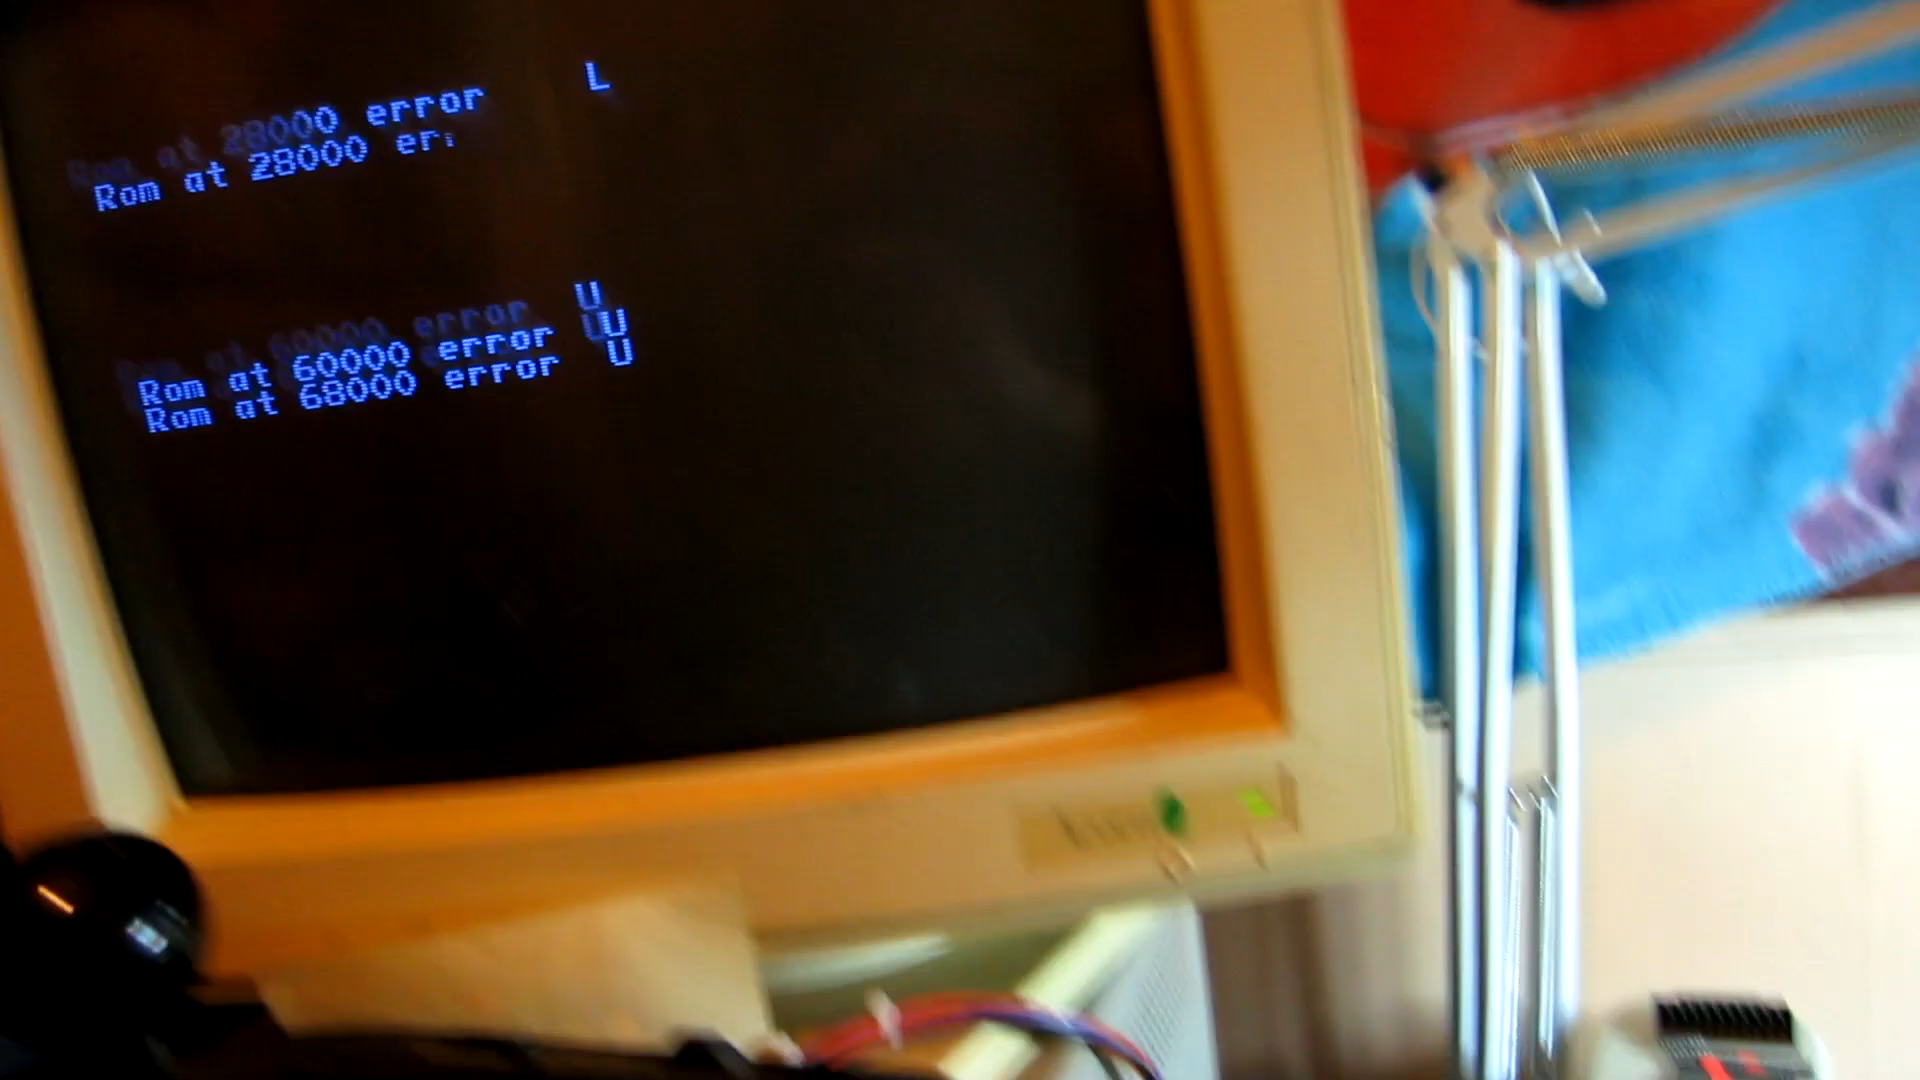 Rom at 28000 error L
Rom at 28000 er
Rom at 60000 error U
Rom at 60000 error U
Rom at 68000 error U